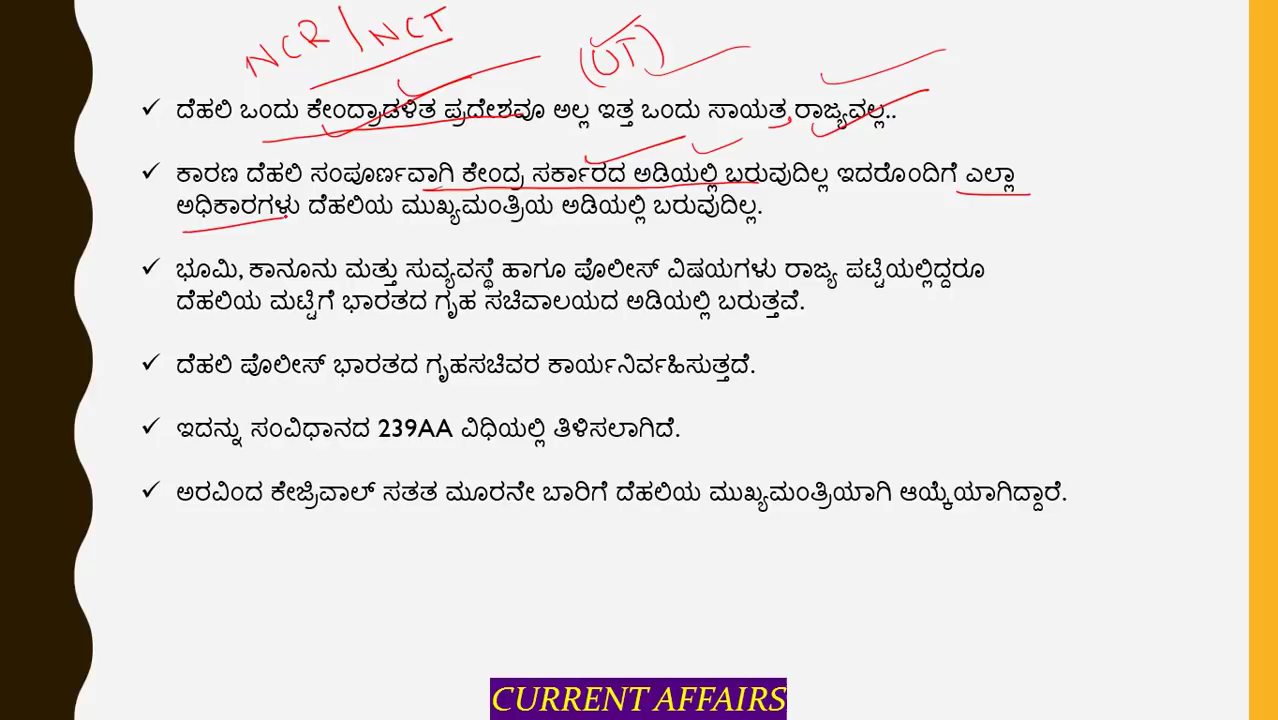 NCR / NCT (UT)
✓ ದೆಹಲಿ ಒಂದು ಕೇಂದ್ರಾಡಳಿತ ಪ್ರದೇಶವೂ ಅಲ್ಲ ಇತ್ತ ಒಂದು ಸಾಯತ್ತ ರಾಜ್ಯವಲ್ಲ..
✓ ಕಾರಣ ದೆಹಲಿ ಸಂಪೂರ್ಣವಾಗಿ ಕೇಂದ್ರ ಸರ್ಕಾರದ ಅಡಿಯಲ್ಲಿ ಬರುವುದಿಲ್ಲ ಇದರೊಂದಿಗೆ ಎಲ್ಲಾ
ಅಧಿಕಾರಗಳು ದೆಹಲಿಯ ಮುಖ್ಯಮಂತ್ರಿಯ ಅಡಿಯಲ್ಲಿ ಬರುವುದಿಲ್ಲ.
✓ ಭೂಮಿ, ಕಾನೂನು ಮತ್ತು ಸುವ್ಯವಸ್ಥೆ ಹಾಗೂ ಪೊಲೀಸ್ ವಿಷಯಗಳು ರಾಜ್ಯ ಪಟ್ಟಿಯಲ್ಲಿದ್ದರೂ
ದೆಹಲಿಯ ಮಟ್ಟಿಗೆ ಭಾರತದ ಗೃಹ ಸಚಿವಾಲಯದ ಅಡಿಯಲ್ಲಿ ಬರುತ್ತವೆ.
✓ ದೆಹಲಿ ಪೊಲೀಸ್ ಭಾರತದ ಗೃಹಸಚಿವರ ಕಾರ್ಯನಿರ್ವಹಿಸುತ್ತದೆ.
✓ ಇದನ್ನು ಸಂವಿಧಾನದ 239AA ವಿಧಿಯಲ್ಲಿ ತಿಳಿಸಲಾಗಿದೆ.
✓ ಅರವಿಂದ ಕೇಜ್ರಿವಾಲ್ ಸತತ ಮೂರನೇ ಬಾರಿಗೆ ದೆಹಲಿಯ ಮುಖ್ಯಮಂತ್ರಿಯಾಗಿ ಆಯ್ಕೆಯಾಗಿದ್ದಾರೆ.
CURRENT AFFAIRS